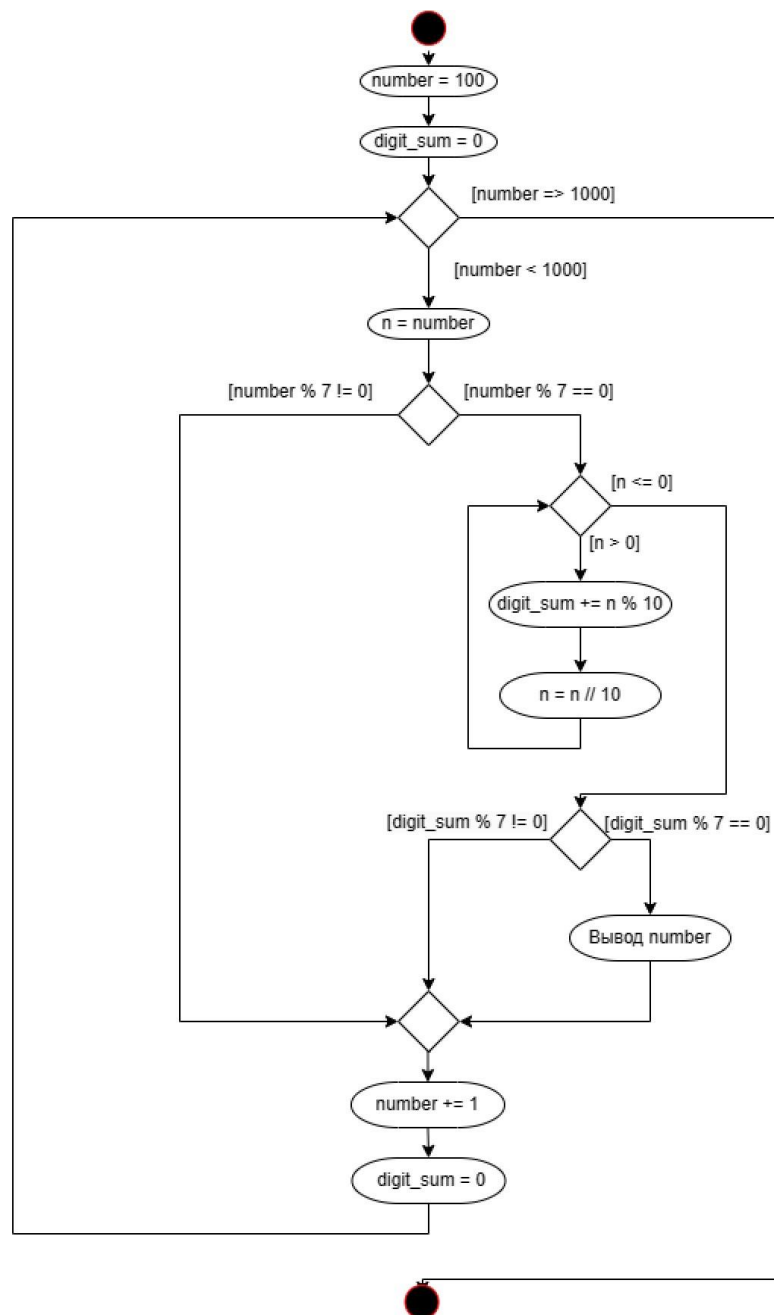 number = 100
digit_sum = 0
[number => 1000]
[number < 1000]
n = number
[number % 7 != 0]
[number % 7 == 0]
[n <= 0]
[n > 0]
digit_sum += n % 10
n = n // 10
[digit_sum % 7 != 0]
[digit_sum % 7 == 0]
Вывод number
number += 1
digit_sum = 0